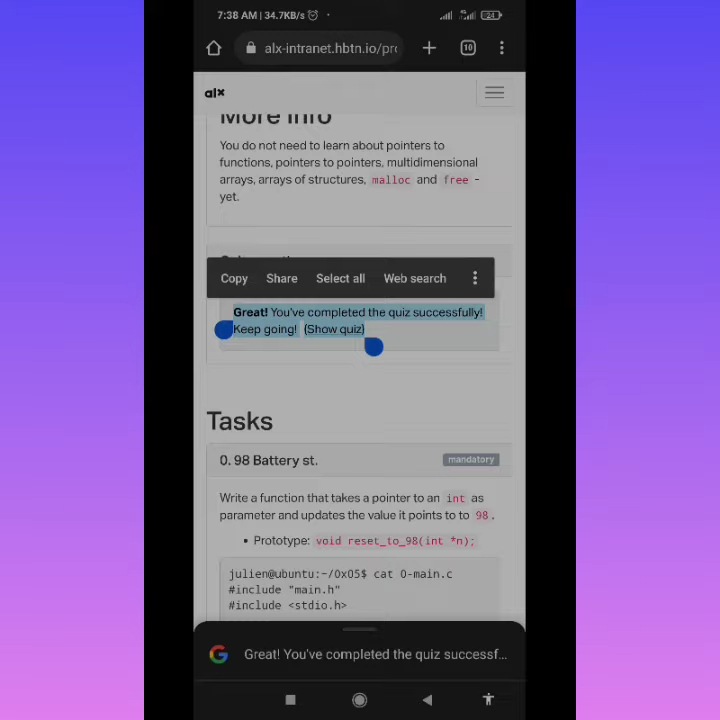 7:38 AM | 34.7KB/s
24
alx-intranet.hbtn.io/pro
10
alx
More Info
You do not need to learn about pointers to
functions, pointers to pointers, multidimensional
arrays, arrays of structures, malloc and free -
yet.
Copy Share Select all Web search
Great! You've completed the quiz successfully!
Keep going! (Show quiz)
Tasks
0. 98 Battery st. mandatory
Write a function that takes a pointer to an int as
parameter and updates the value it points to to 98.
• Prototype: void reset_to_98(int *n);
julien@ubuntu:~/0x05$ cat 0-main.c
#include "main.h"
#include <stdio.h>
Great! You've completed the quiz successf...